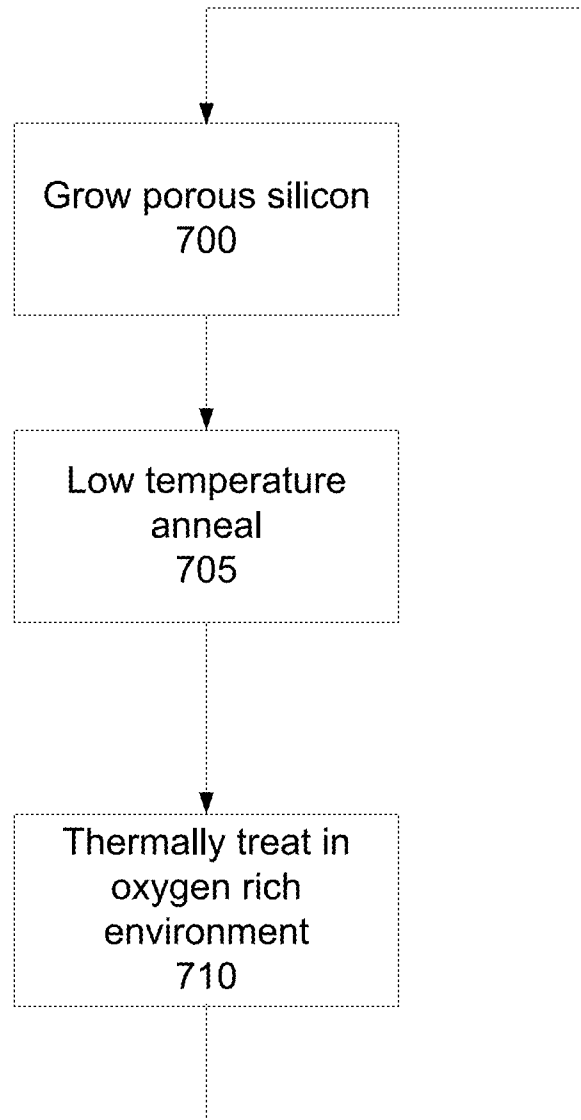 Grow porous silicon
700
Low temperature
anneal
705
Thermally treat in
oxygen rich
environment
710